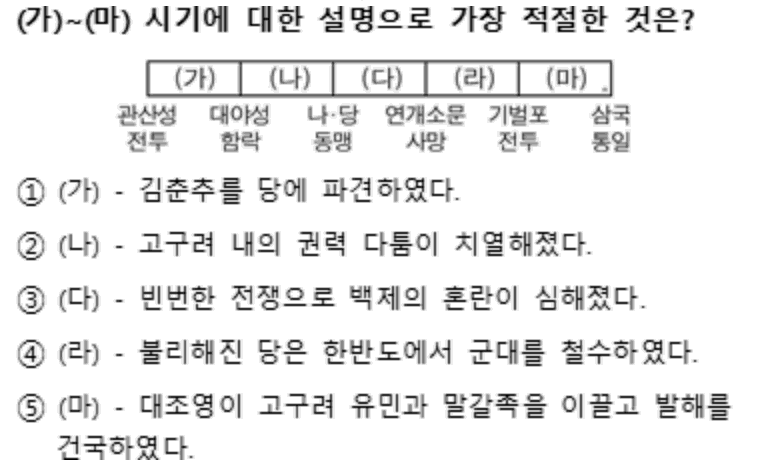 (가)~(마) 시기에 대한 설명으로 가장 적절한 것은?
(가) (나) (다) (라) (마)
관산성 대야성 나·당 연개소문 기벌포 삼국
전투 함락 동맹 사망 전투 통일
① (가) - 김춘추를 당에 파견하였다.
② (나) - 고구려 내의 권력 다툼이 치열해졌다.
③ (다) - 빈번한 전쟁으로 백제의 혼란이 심해졌다.
④ (라) - 불리해진 당은 한반도에서 군대를 철수하였다.
⑤ (마) - 대조영이 고구려 유민과 말갈족을 이끌고 발해를
건국하였다.